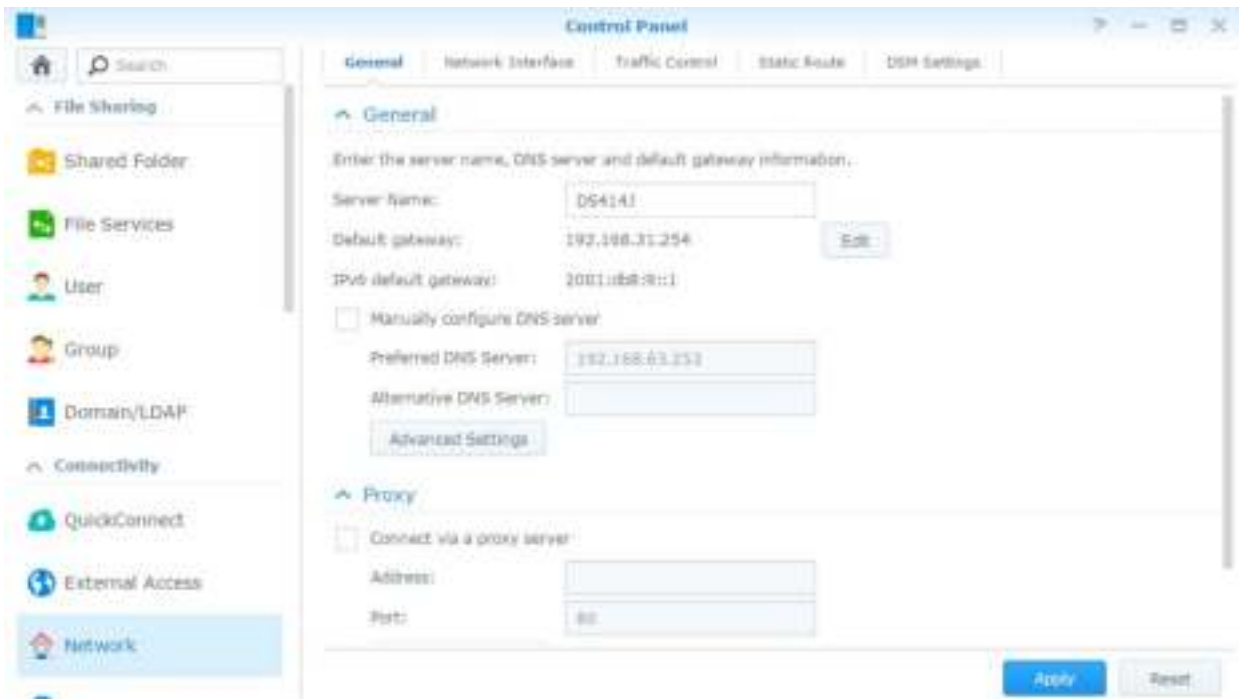 Control Panel
Search
General Network Interface Traffic Control Static Route DSM Settings
File Sharing
General
Shared Folder
Enter the server name, DNS server and default gateway information.
Server Name: DS414J
File Services
Default gateway: 192.168.31.254 Edit
User
IPv6 default gateway:
Manually configure DNS server
Group
Preferred DNS Server:
Alternative DNS Server:
Domain/LDAP
Advanced Settings
Connectivity
Proxy
QuickConnect
Connect via a proxy server
External Access
Address:
Port: 80
Network
Apply Reset